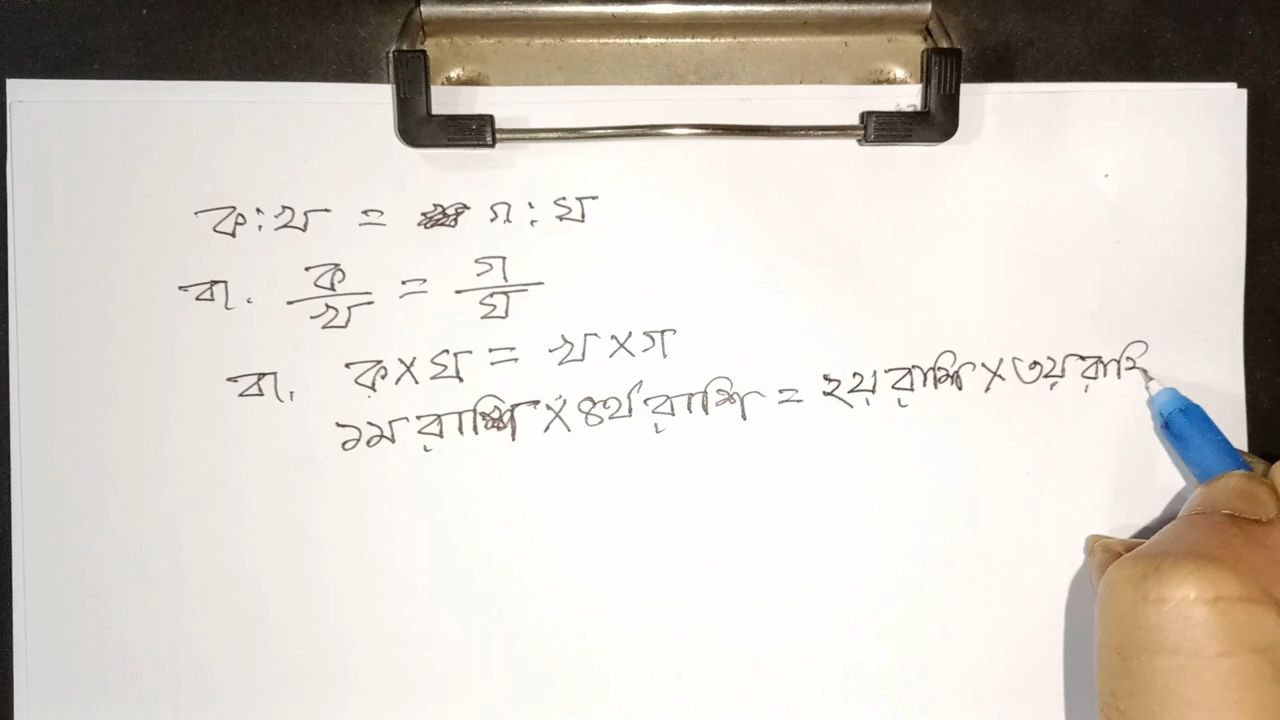 ক : খ = গ : ঘ
বা. ক/খ = গ/ঘ
বা. ক × ঘ = খ × গ
১ম রাশি × ৪র্থ রাশি = ২য় রাশি × ৩য় রাশি